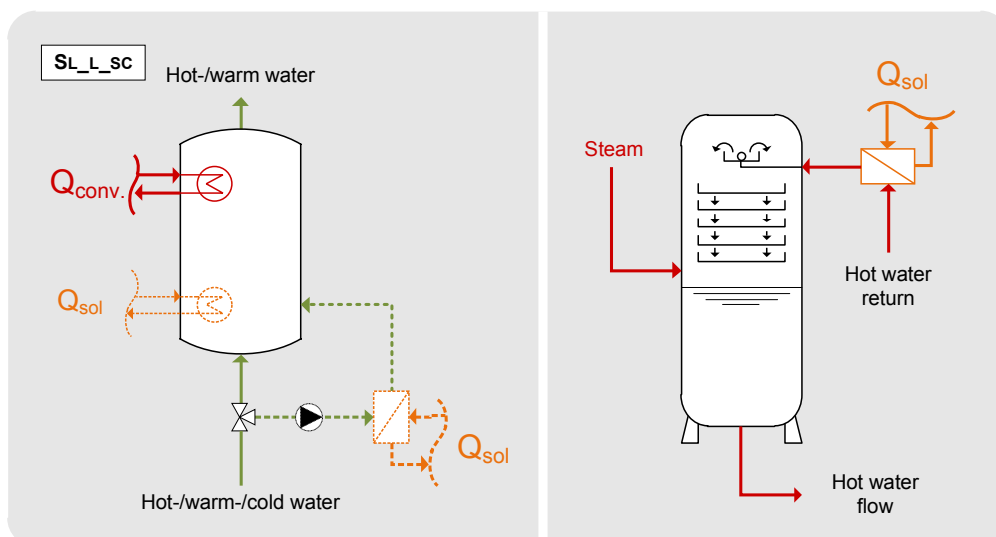 SL_L_SC
Hot-/warm water
Qconv.
Qsol
Qsol
Hot-/warm-/cold water
Qsol
Steam
Hot water
return
Hot water
flow